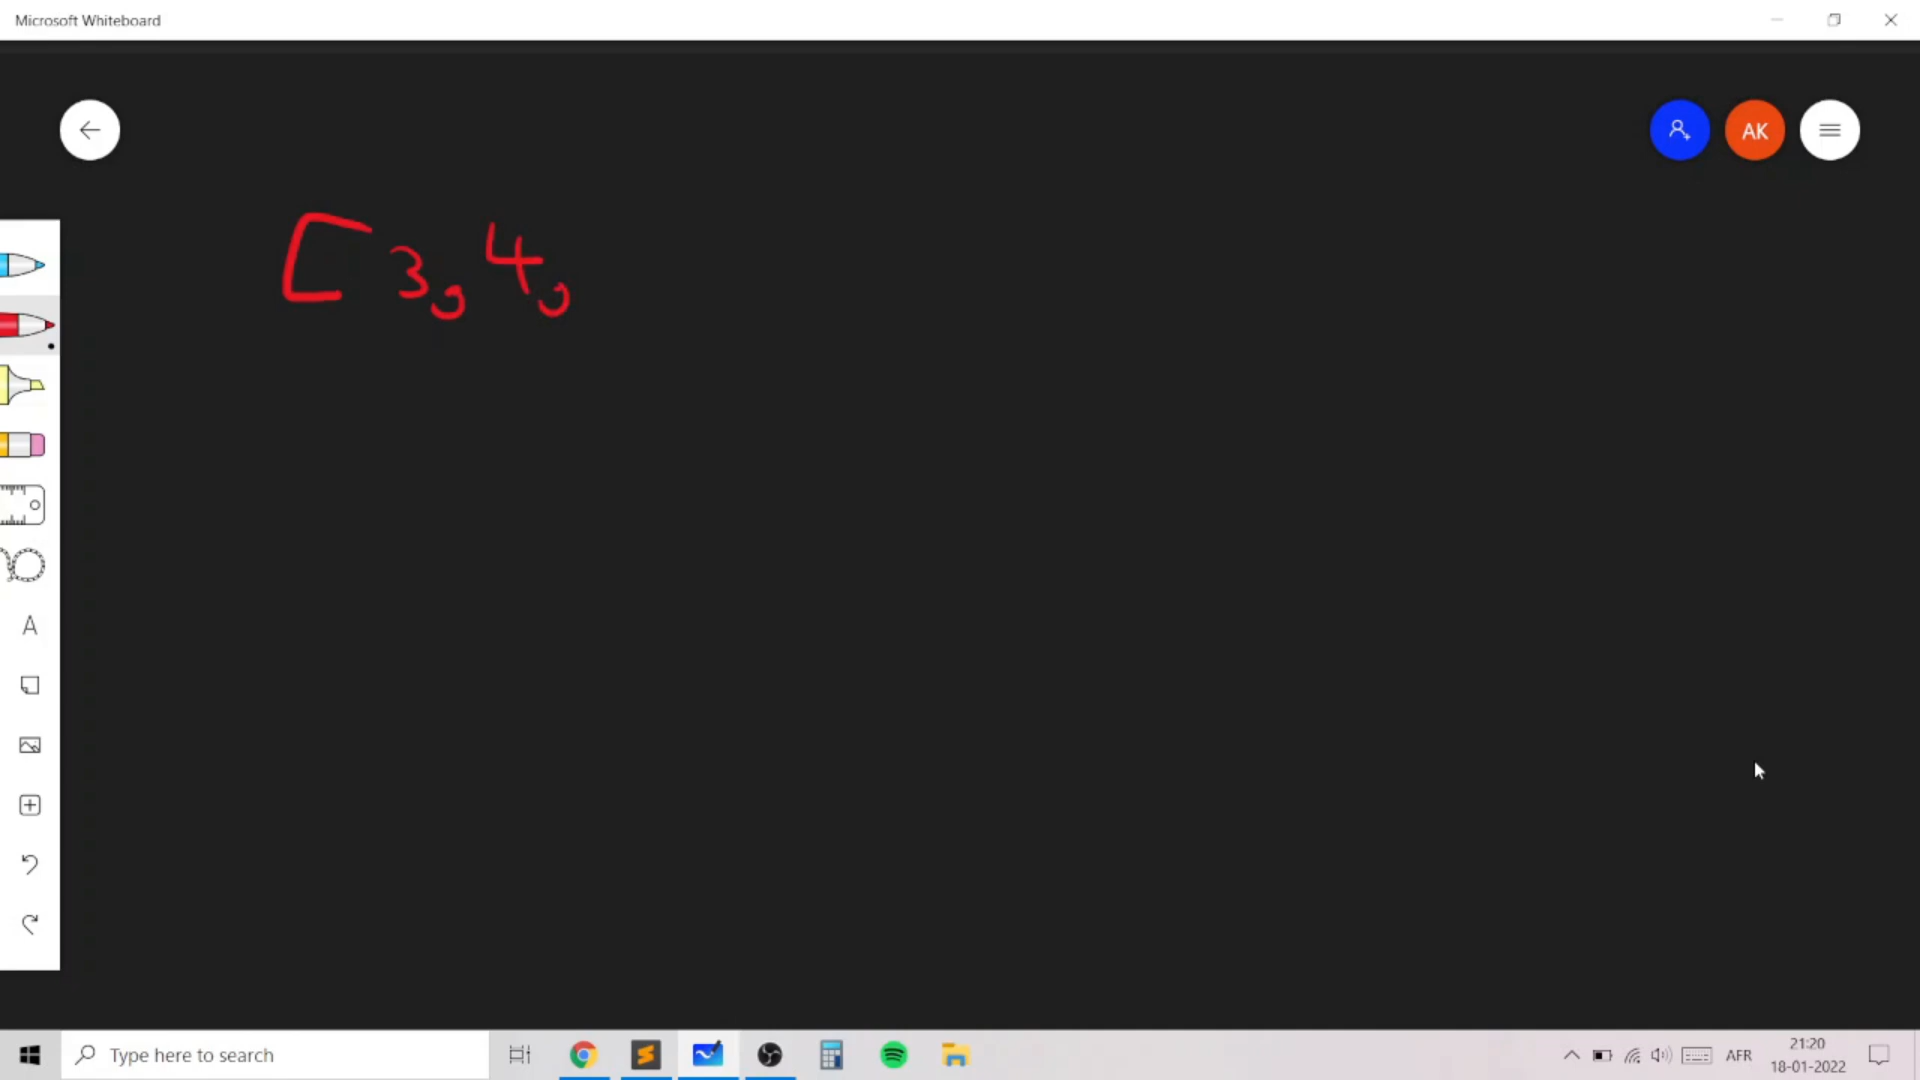 Microsoft Whiteboard
AK
[3,4,
A
Type here to search
AFR
21:20
18-01-2022